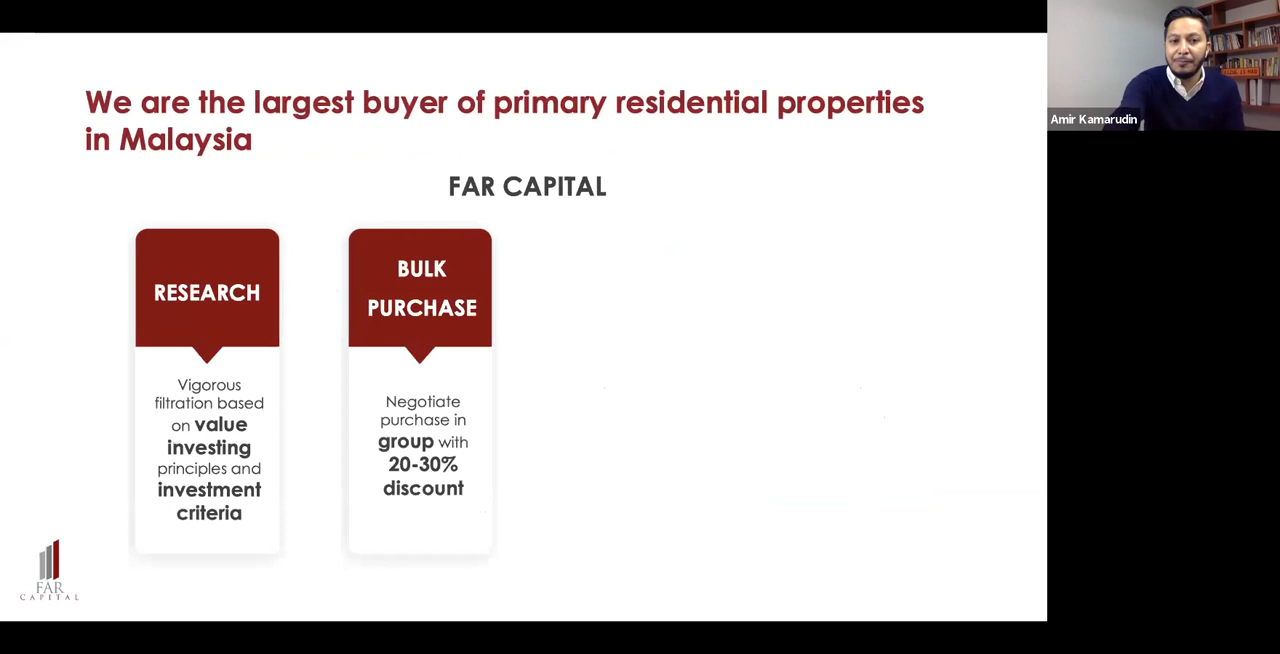 We are the largest buyer of primary residential properties
in Malaysia
FAR CAPITAL
RESEARCH
Vigorous
filtration based
on value
investing
principles and
investment
criteria
BULK
PURCHASE
Negotiate
purchase in
group with
20-30%
discount
FAR
CAPITAL
Amir Kamarudin